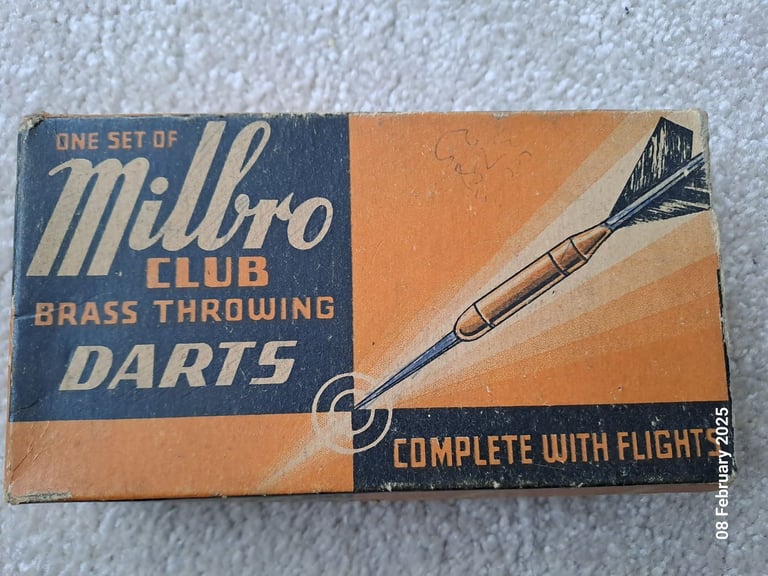 ONE SET OF
Milbro
CLUB
BRASS THROWING
DARTS
COMPLETE WITH FLIGHTS
08 February 2025